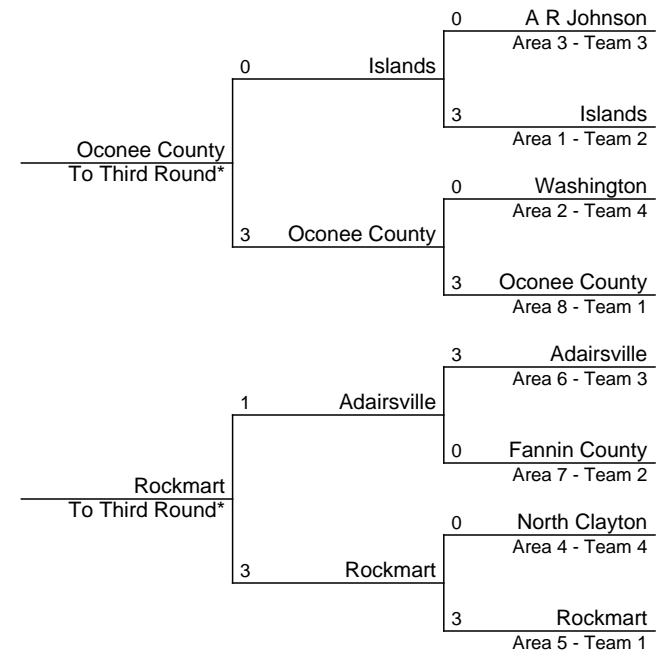 0 A R Johnson
Area 3 - Team 3
0 Islands
3 Islands
Area 1 - Team 2
Oconee County
To Third Round*
0 Washington
Area 2 - Team 4
3 Oconee County
3 Oconee County
Area 8 - Team 1
3 Adairsville
Area 6 - Team 3
1 Adairsville
0 Fannin County
Area 7 - Team 2
Rockmart
To Third Round*
0 North Clayton
Area 4 - Team 4
3 Rockmart
3 Rockmart
Area 5 - Team 1